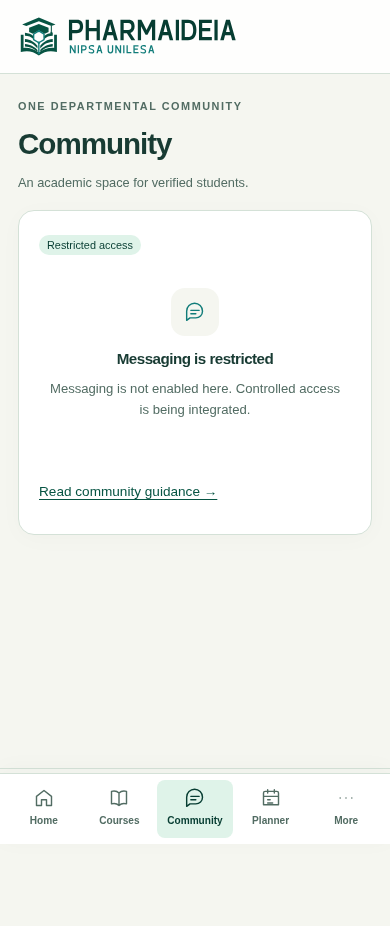 PHARMAIDEIA
NIPSA UNILESA
ONE DEPARTMENTAL COMMUNITY
Community
An academic space for verified students.
Restricted access
Messaging is restricted
Messaging is not enabled here. Controlled access
is being integrated.
Read community guidance →
Home
Courses
Community
Planner
More